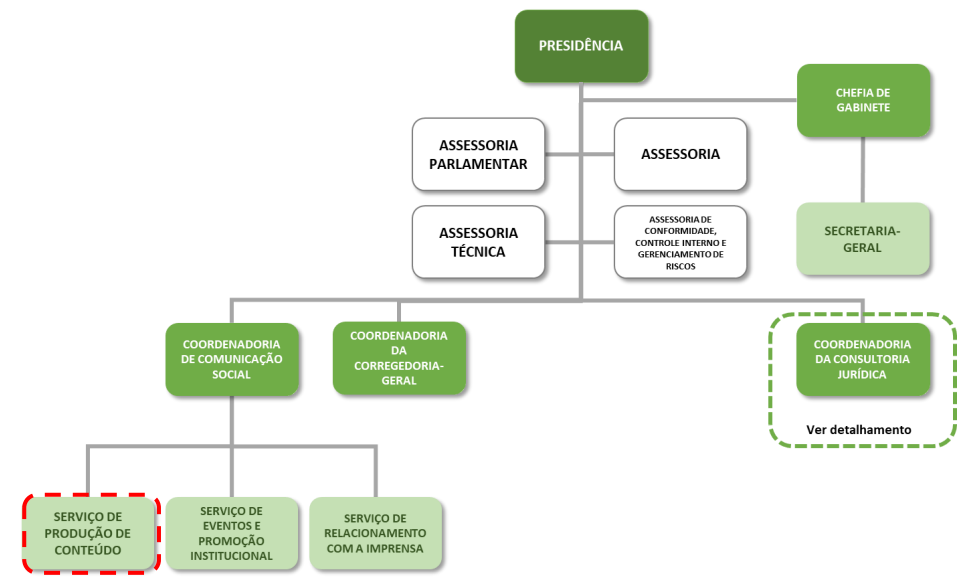 PRESIDÊNCIA
CHEFIA DE
GABINETE
ASSESSORIA
PARLAMENTAR
ASSESSORIA
ASSESSORIA
TÉCNICA
ASSESSORIA DE
CONFORMIDADE,
CONTROLE INTERNO E
GERENCIAMENTO DE
RISCOS
SECRETARIA-
GERAL
COORDENADORIA
DE COMUNICAÇÃO
SOCIAL
COORDENADORIA
DA
CORREGEDORIA-
GERAL
COORDENADORIA
DA CONSULTORIA
JURÍDICA
Ver detalhamento
SERVIÇO DE
PRODUÇÃO DE
CONTEÚDO
SERVIÇO DE
EVENTOS E
PROMOÇÃO
INSTITUCIONAL
SERVIÇO DE
RELACIONAMENTO
COM A IMPRENSA